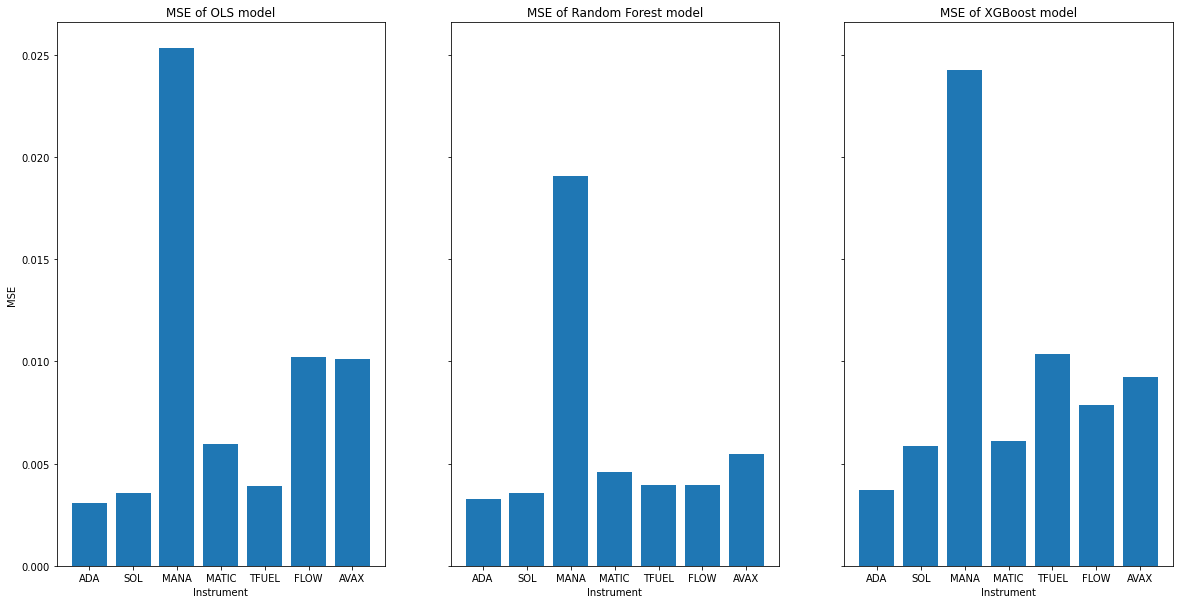 MSE of OLS model
MSE of Random Forest model
MSE of XGBoost model
MSE
0.025
0.020
0.015
0.010
0.005
0.000
ADA SOL MANA MATIC TFUEL FLOW AVAX
Instrument
ADA SOL MANA MATIC TFUEL FLOW AVAX
Instrument
ADA SOL MANA MATIC TFUEL FLOW AVAX
Instrument